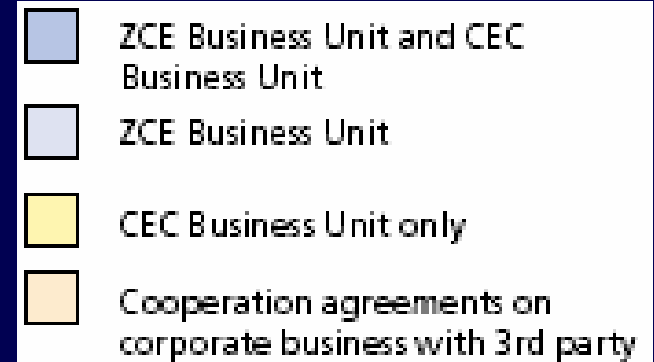 ZCE Business Unit and CEC
Business Unit
ZCE Business Unit
CEC Business Unit only
Cooperation agreements on
corporate business with 3rd party